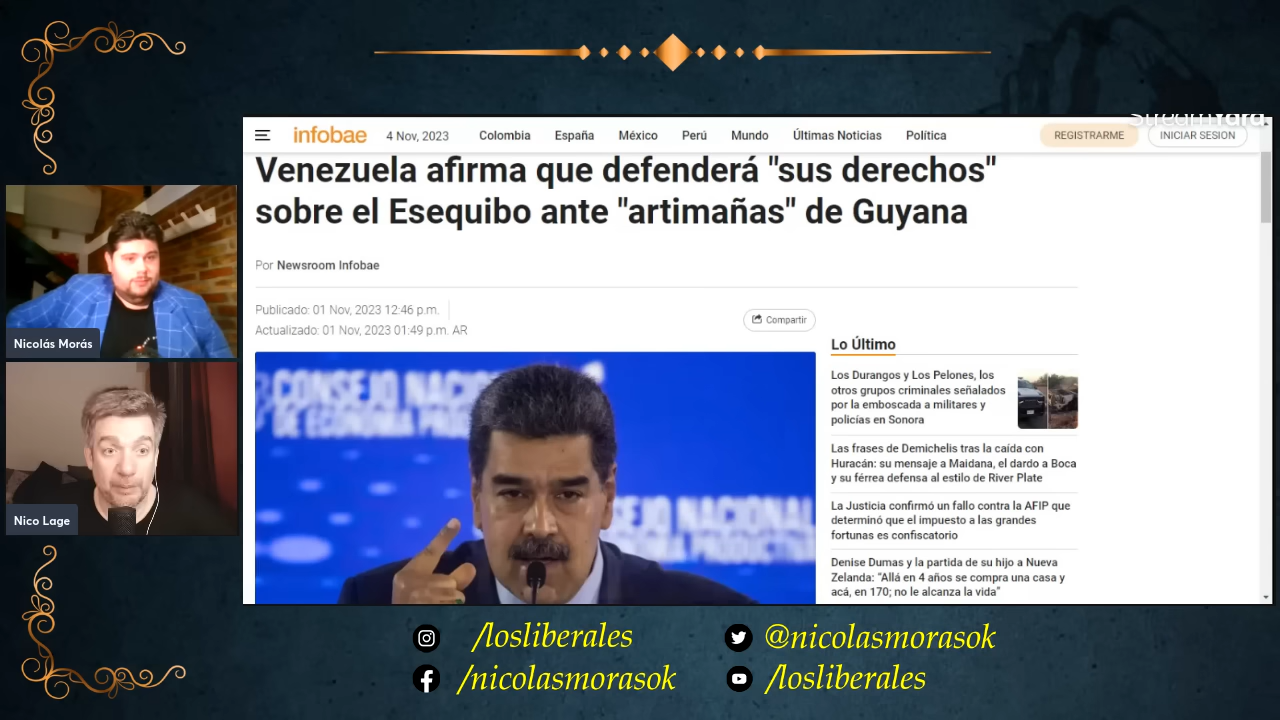 StreamYard
infobae
4 Nov, 2023
Colombia
España
México
Perú
Mundo
Últimas Noticias
Política
REGISTRARME
INICIAR SESION
Venezuela afirma que defenderá "sus derechos"
sobre el Esequibo ante "artimañas" de Guyana
Por Newsroom Infobae
Publicado: 01 Nov, 2023 12:46 p.m.
Actualizado: 01 Nov, 2023 01:49 p.m. AR
Compartir
CONSEJO NACIONAL
DE ECONOMÍA PRODUC
SEJO NACIONAL
Lo Último
Los Durangos y Los Pelones, los
otros grupos criminales señalados
por la emboscada a militares y
policías en Sonora
Las frases de Demichelis tras la caída con
Huracán: su mensaje a Maidana, el dardo a Boca
y su férrea defensa al estilo de River Plate
La Justicia confirmó un fallo contra la AFIP que
determinó que el impuesto a las grandes
fortunas es confiscatorio
Denise Dumas y la partida de su hijo a Nueva
Zelanda: “Allá en 4 años se compra una casa y
acá, en 170; no le alcanza la vida”
Nicolás Morás
Nico Lage
/losliberales
@nicolasmorasok
/nicolasmorasok
/losliberales